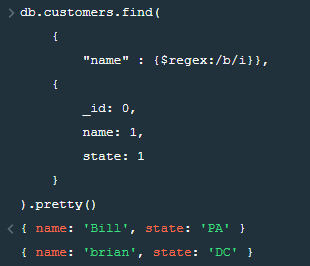 > db.customers.find(
{
"name" : {$regex:/b/i}},
{
_id: 0,
name: 1,
state: 1
}
).pretty()
< { name: 'Bill', state: 'PA' }
{ name: 'brian', state: 'DC' }